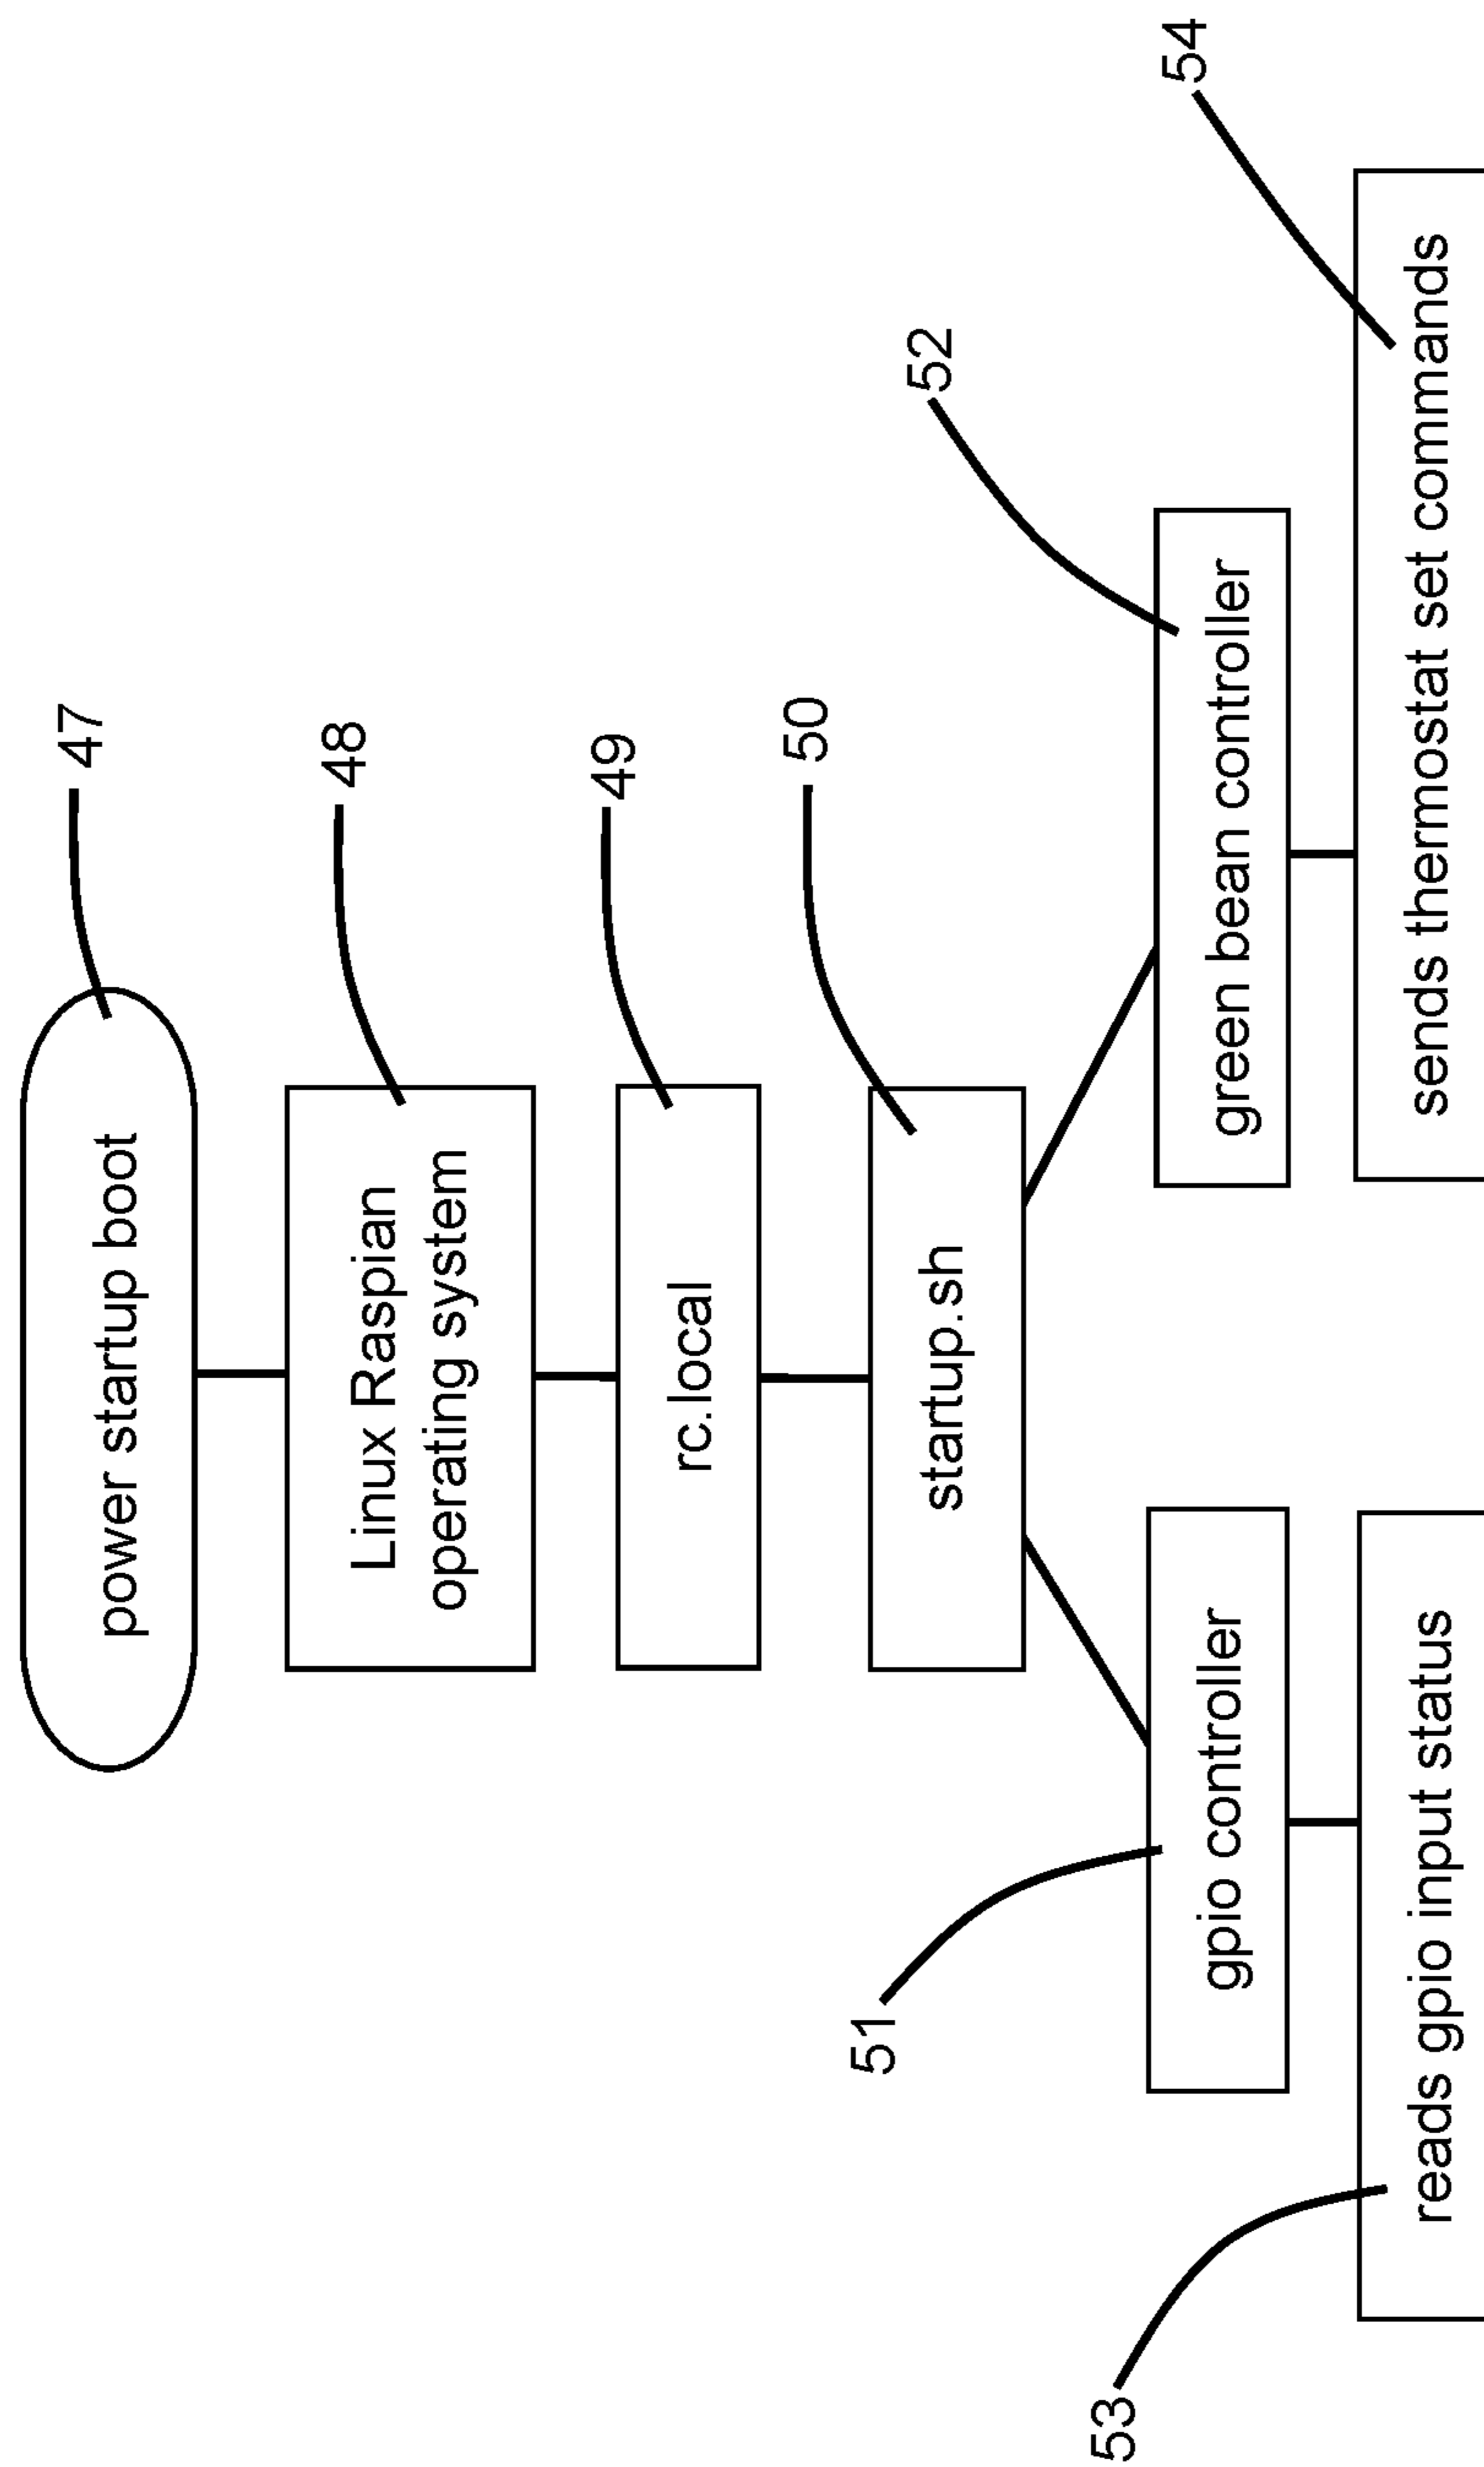 power startup boot
47
Linux Raspian
operating system
48
rc.local
49
startup.sh
50
gpio controller
51
green bean controller
52
reads gpio input status
53
sends thermostat set commands
54